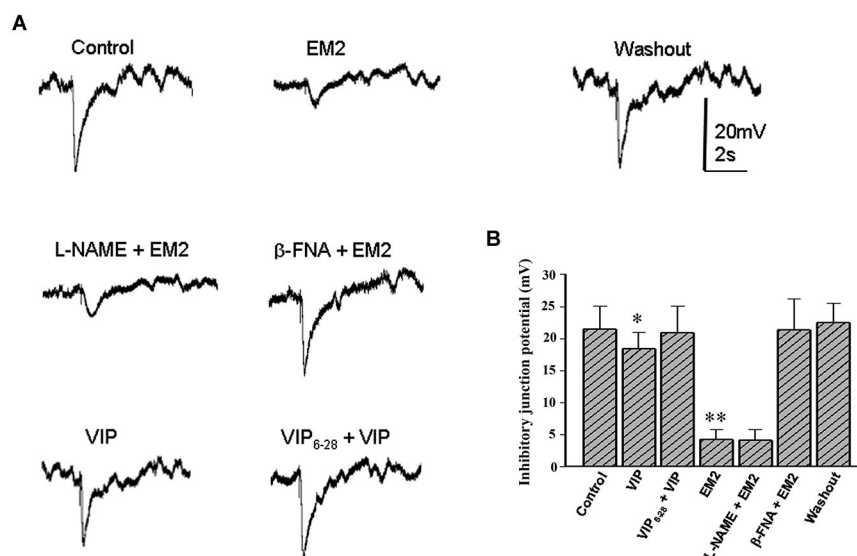 A
Control
EM2
Washout
20mV
2s
L-NAME + EM2
β-FNA + EM2
VIP
VIP₆₋₂₈ + VIP
B
Inhibitory junction potential (mV)
30
25
20
15
10
5
0
*
**
Control
VIP
VIP₆₋₂₈ + VIP
EM2
L-NAME + EM2
β-FNA + EM2
Washout